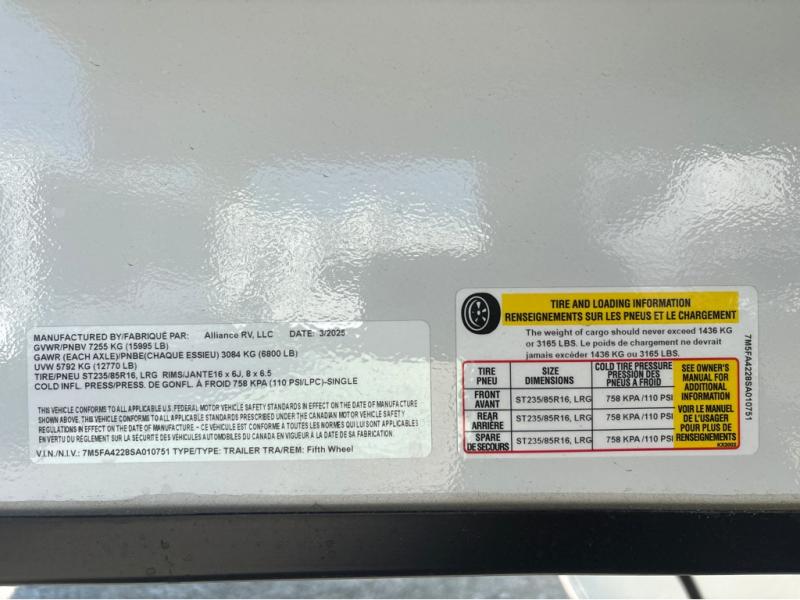 MANUFACTURED BY/FABRIQUÉ PAR: Alliance RV, LLC DATE: 3/2025
GVWR/PNBV 7255 KG (15995 LB)
GAWR (EACH AXLE)/PNBE(CHAQUE ESSIEU) 3084 KG (6800 LB)
UVW 5792 KG (12770 LB)
TIRE/PNEU ST235/85R16, LRG RIMS/JANTE16 x 6J, 8 x 6.5
COLD INFL. PRESS/PRESS. DE GONFL. À FROID 758 KPA (110 PSI/LPC)-SINGLE
THIS VEHICLE CONFORMS TO ALL APPLICABLE U.S. FEDERAL MOTOR VEHICLE SAFETY STANDARDS IN EFFECT ON THE DATE OF MANUFACTURE
SHOWN ABOVE. THIS VEHICLE CONFORMS TO ALL APPLICABLE STANDARDS PRESCRIBED UNDER THE CANADIAN MOTOR VEHICLE SAFETY
REGULATIONS IN EFFECT ON THE DATE OF MANUFACTURE - CE VÉHICULE EST CONFORME À TOUTES LES NORMES QUI LUI SONT APPLICABLES
EN VERTU DU RÈGLEMENT SUR LA SÉCURITÉ DES VÉHICULES AUTOMOBILES DU CANADA EN VIGUEUR À LA DATE DE SA FABRICATION.
V.I.N./N.I.V.: 7M5FA4228SA010751 TYPE/TYPE: TRAILER TRA/REM: Fifth Wheel
TIRE AND LOADING INFORMATION
RENSEIGNEMENTS SUR LES PNEUS ET LE CHARGEMENT
The weight of cargo should never exceed 1436 KG
or 3165 LBS. Le poids de chargement ne devrait
jamais excéder 1436 KG ou 3165 LBS.
TIRE
PNEU
SIZE
DIMENSIONS
COLD TIRE PRESSURE
PRESSION DES
PNEUS À FROID
FRONT
AVANT
ST235/85R16, LRG
758 KPA /110 PSI
REAR
ARRIÈRE
ST235/85R16, LRG
758 KPA /110 PSI
SPARE
DE SECOURS
ST235/85R16, LRG
758 KPA /110 PSI
SEE OWNER'S
MANUAL FOR
ADDITIONAL
INFORMATION
VOIR LE MANUEL
DE L'USAGER
POUR PLUS DE
RENSEIGNEMENTS
7M5FA4228SA010751